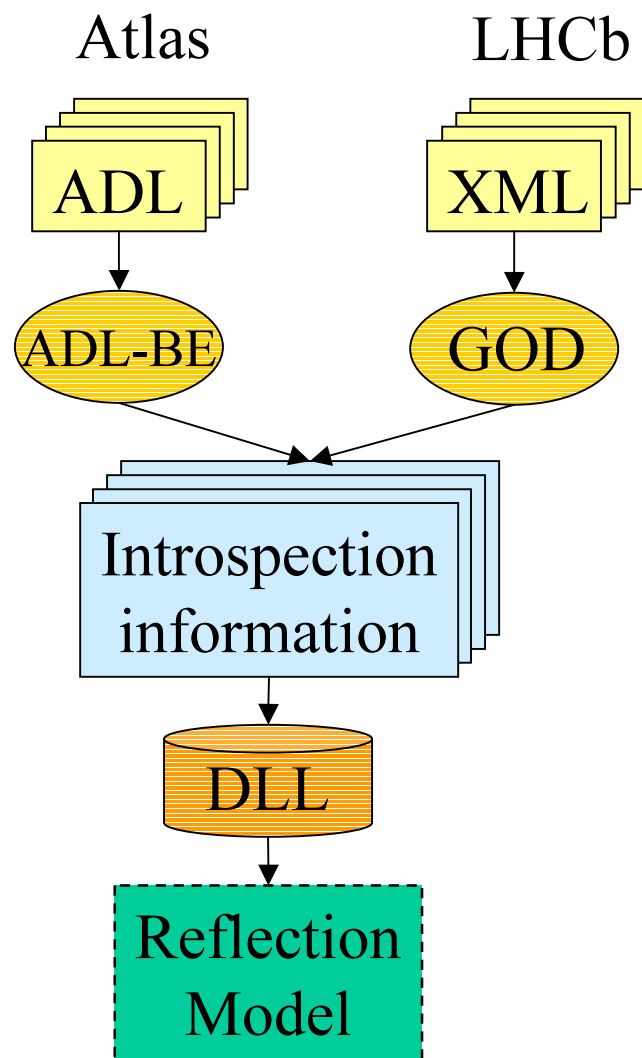 Atlas
LHCb
ADL
XML
ADL-BE
GOD
Introspection
information
DLL
Reflection
Model